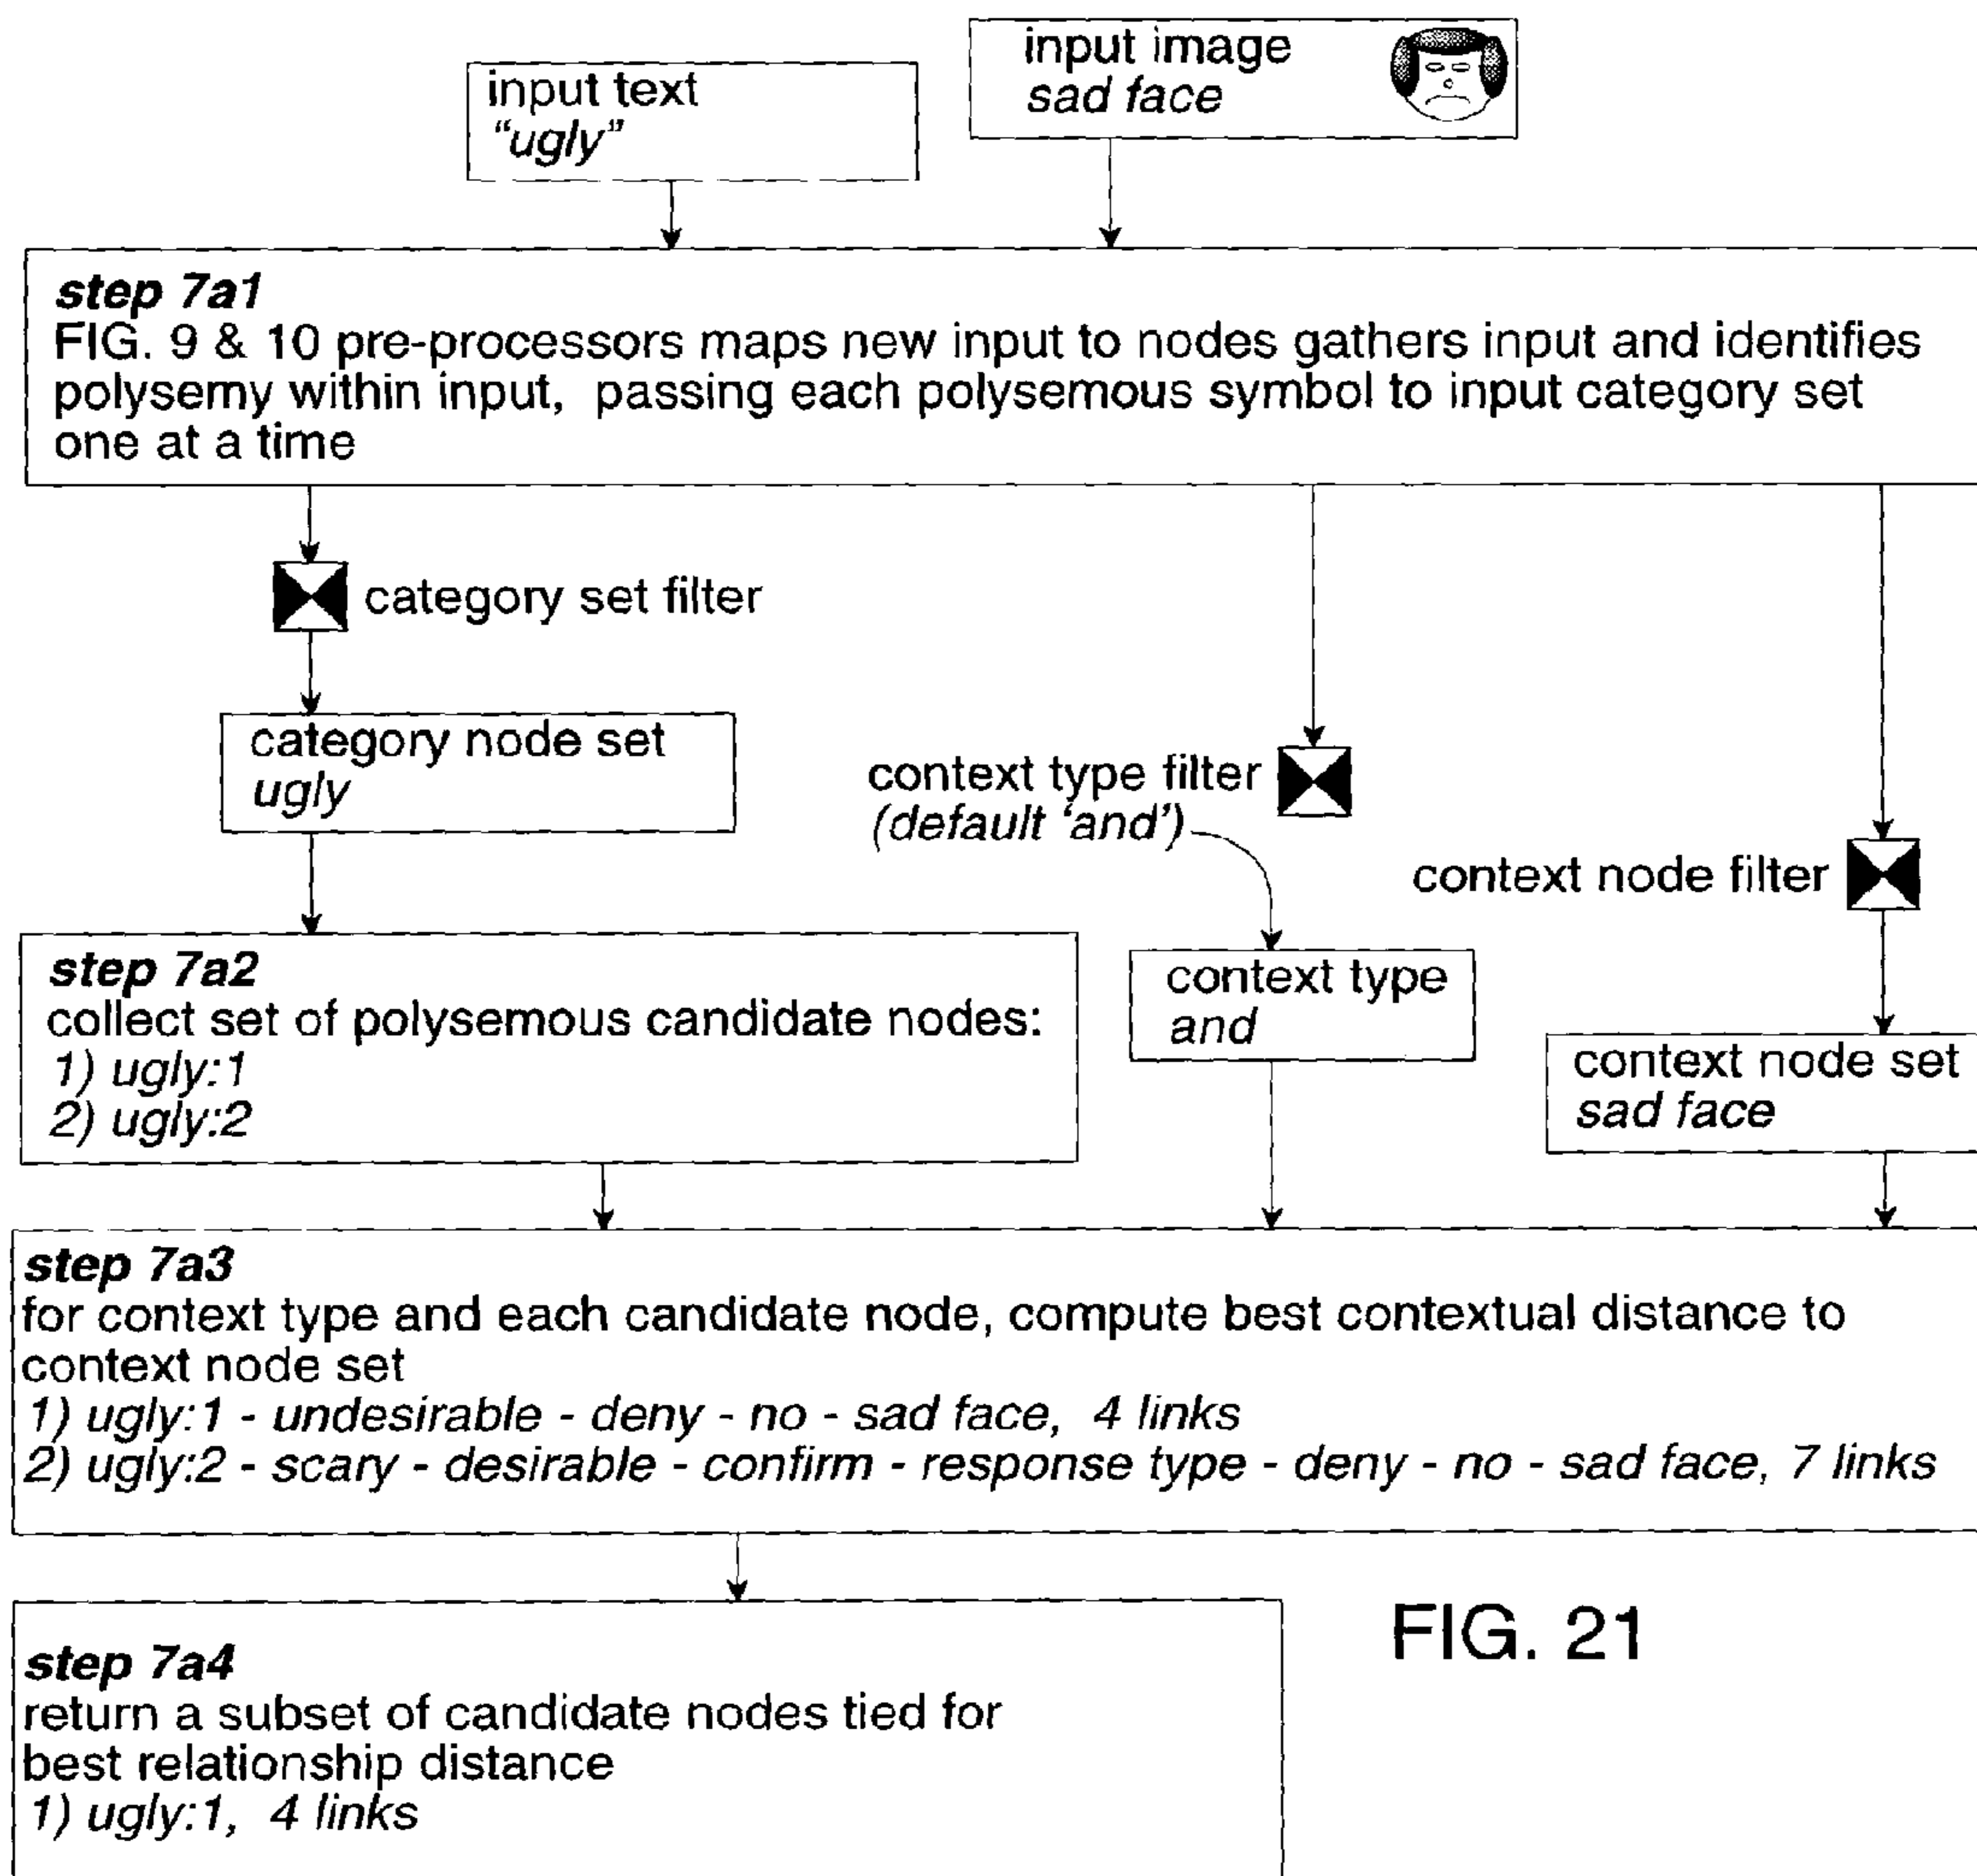 input text
“ugly”
input image
sad face
step 7a1
FIG. 9 & 10 pre-processors maps new input to nodes gathers input and identifies
polysemy within input, passing each polysemous symbol to input category set
one at a time
category set filter
category node set
ugly
context type filter
(default ‘and’)
context node filter
step 7a2
collect set of polysemous candidate nodes:
1) ugly:1
2) ugly:2
context type
and
context node set
sad face
step 7a3
for context type and each candidate node, compute best contextual distance to
context node set
1) ugly:1 - undesirable - deny - no - sad face, 4 links
2) ugly:2 - scary - desirable - confirm - response type - deny - no - sad face, 7 links
step 7a4
return a subset of candidate nodes tied for
best relationship distance
1) ugly:1, 4 links
FIG. 21